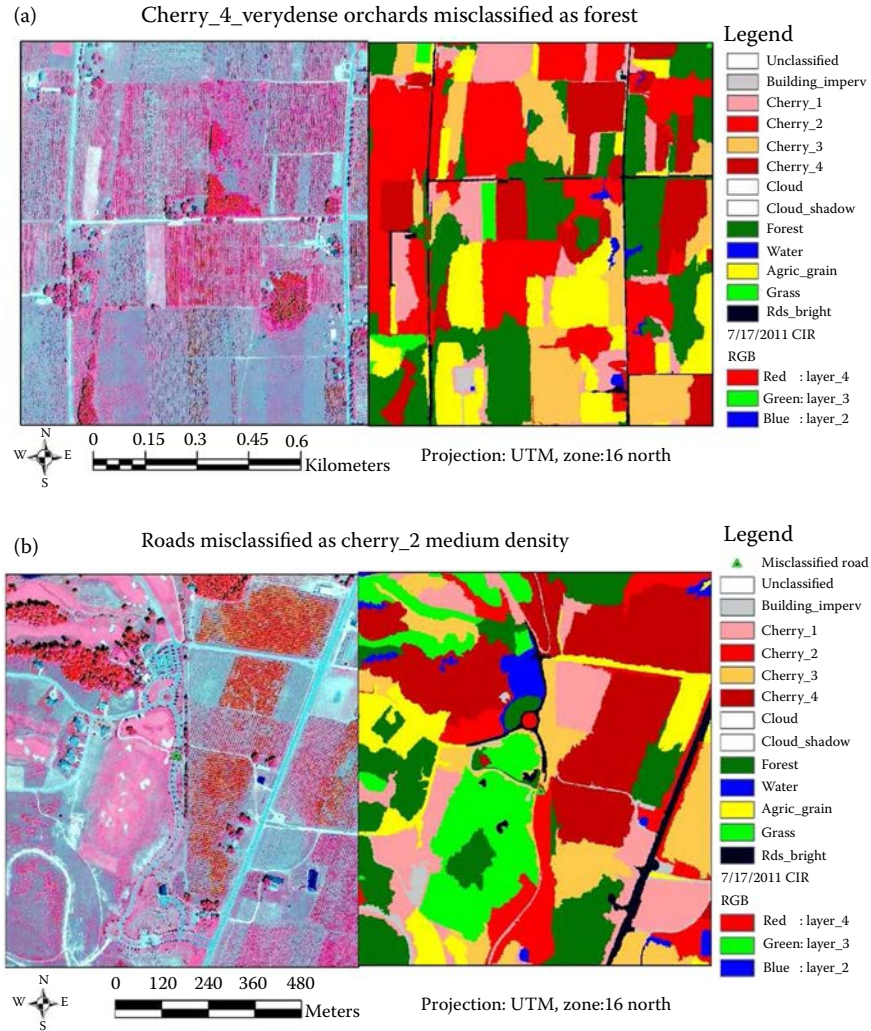 (a)
Cherry_4_verydense orchards misclassified as forest
Legend
Unclassified
Building_imperv
Cherry_1
Cherry_2
Cherry_3
Cherry_4
Cloud
Cloud_shadow
Forest
Water
Agric_grain
Grass
Rds_bright
7/17/2011 CIR
RGB
Red : layer_4
Green: layer_3
Blue : layer_2
N
W E
S
0 0.15 0.3 0.45 0.6
Kilometers
Projection: UTM, zone:16 north
(b)
Roads misclassified as cherry_2 medium density
Legend
Misclassified road
Unclassified
Building_imperv
Cherry_1
Cherry_2
Cherry_3
Cherry_4
Cloud
Cloud_shadow
Forest
Water
Agric_grain
Grass
Rds_bright
7/17/2011 CIR
RGB
Red : layer_4
Green: layer_3
Blue : layer_2
N
W E
S
0 120 240 360 480
Meters
Projection: UTM, zone:16 north